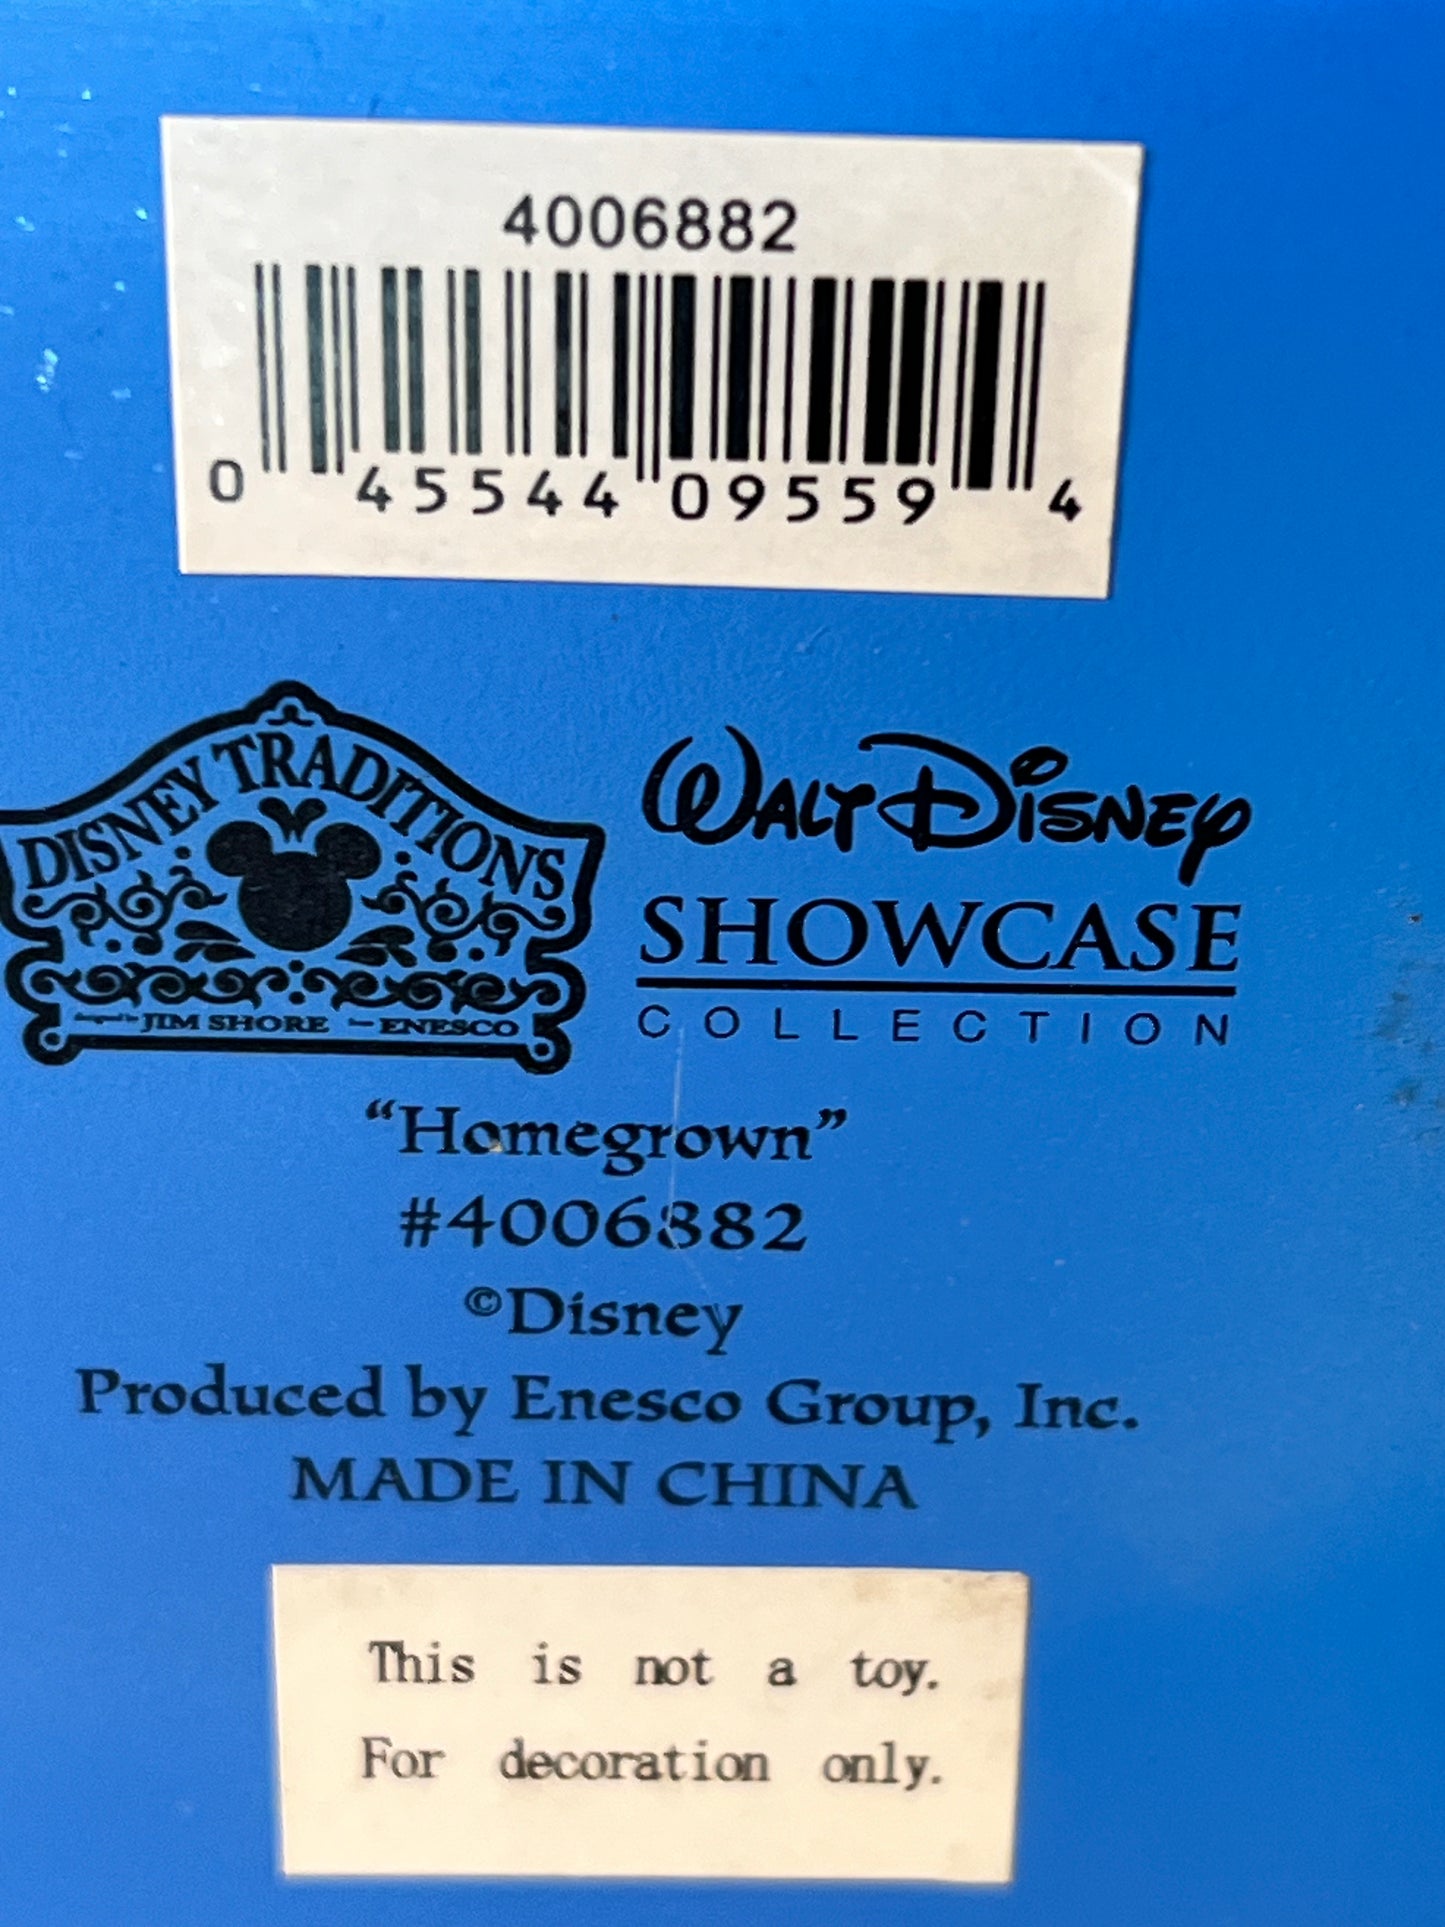 4006882
0 45544 09559 4
DISNEY TRADITIONS
JIM SHORE ENESCO
WALT DISNEY
SHOWCASE
COLLECTION
“Homegrown”
#4006882
©Disney
Produced by Enesco Group, Inc.
MADE IN CHINA
This is not a toy.
For decoration only.